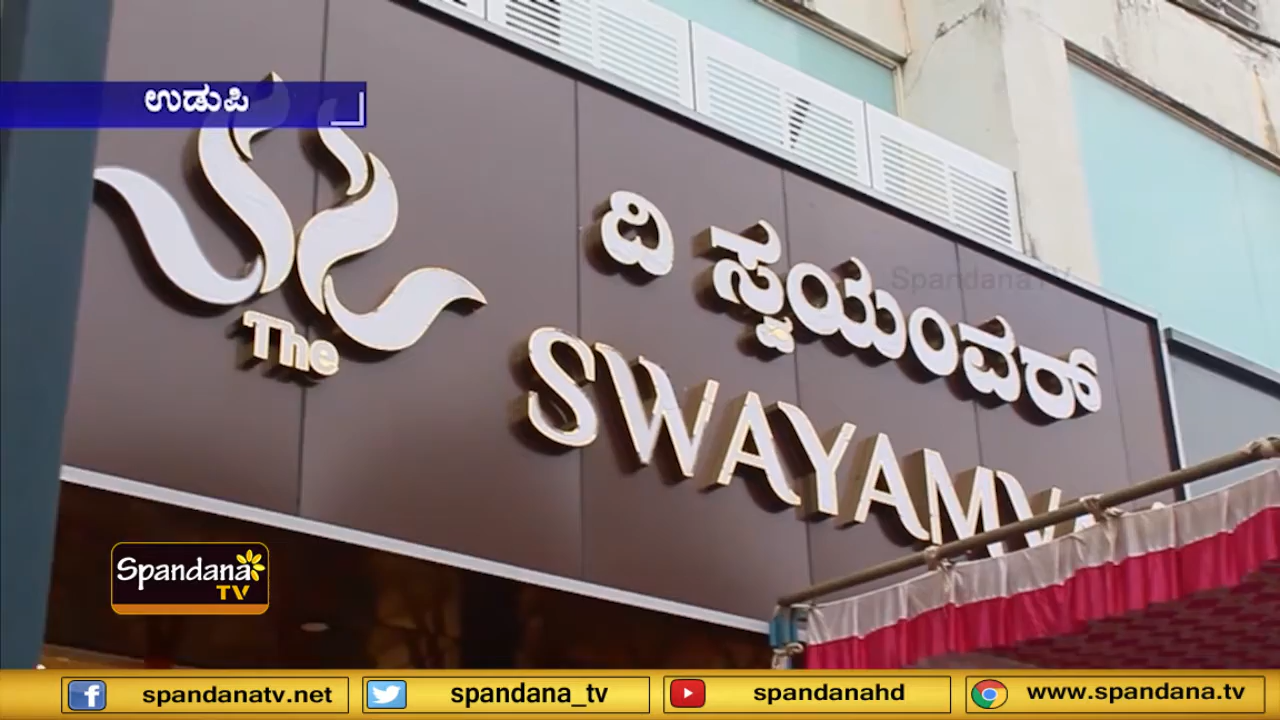 ಉಡುಪಿ
ದಿ ಸ್ವಯಂವರ್
Spandana TV
The
SWAYAMV
Spandana
TV
spandanatv.net
spandana_tv
spandanahd
www.spandana.tv